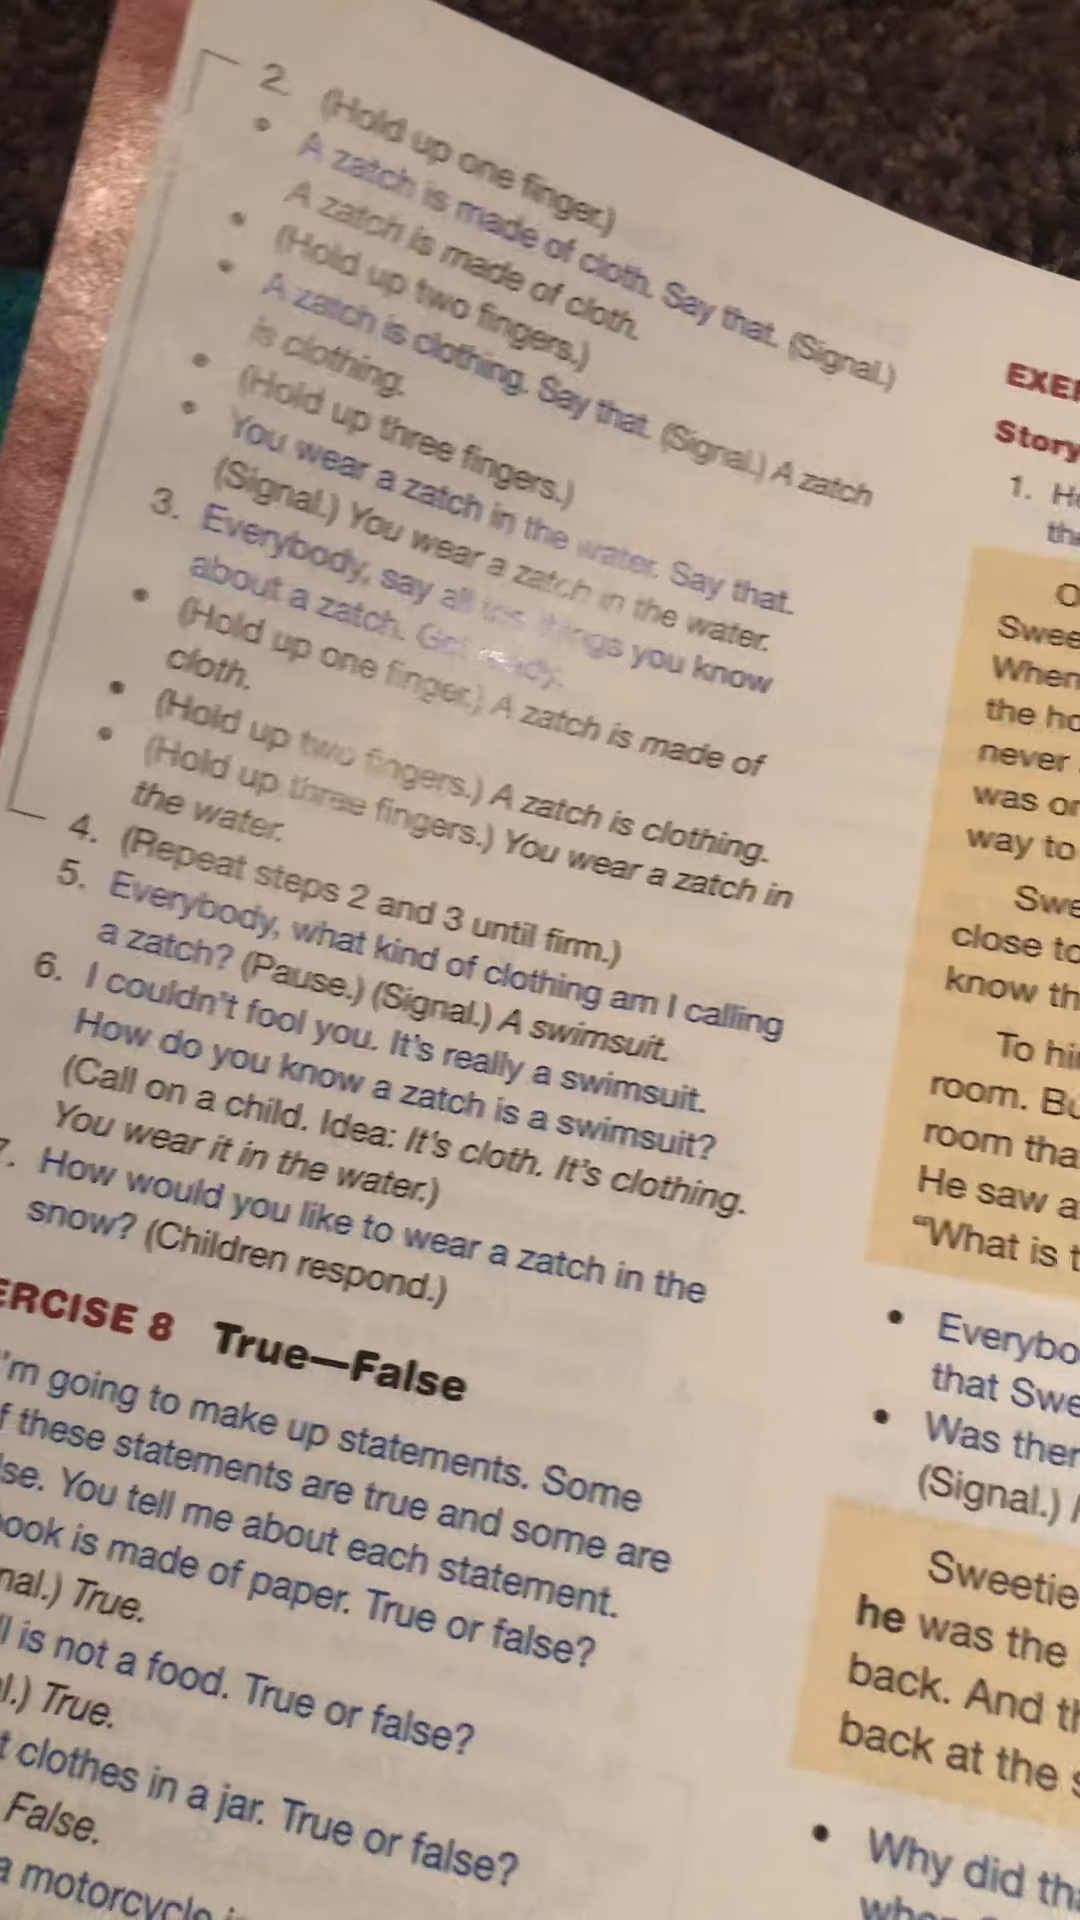 2. (Hold up one finger.)
• A zatch is made of cloth. Say that. (Signal.)
A zatch is made of cloth.
• (Hold up two fingers.)
• A zatch is clothing. Say that. (Signal.) A zatch
is clothing.
• (Hold up three fingers.)
• You wear a zatch in the water. Say that.
(Signal.) You wear a zatch in the water.
3. Everybody, say all the things you know
about a zatch. Get ready.
• (Hold up one finger.) A zatch is made of
cloth.
• (Hold up two fingers.) A zatch is clothing.
• (Hold up three fingers.) You wear a zatch in
the water.
4. (Repeat steps 2 and 3 until firm.)
5. Everybody, what kind of clothing am I calling
a zatch? (Pause.) (Signal.) A swimsuit.
6. I couldn't fool you. It's really a swimsuit.
How do you know a zatch is a swimsuit?
(Call on a child. Idea: It's cloth. It's clothing.
You wear it in the water.)
7. How would you like to wear a zatch in the
snow? (Children respond.)
ERCISE 8 True—False
'm going to make up statements. Some
f these statements are true and some are
lse. You tell me about each statement.
ook is made of paper. True or false?
nal.) True.
ll is not a food. True or false?
al.) True.
t clothes in a jar. True or false?
False.
a motorcycle
EXER
Story
1. He
the
O
Swee
When
the ho
never
was or
way to
Swe
close to
know th
To hi
room. Bu
room tha
He saw a
"What is t
• Everybo
that Swe
• Was ther
(Signal.)
Sweetie
he was the
back. And th
back at the s
• Why did tha